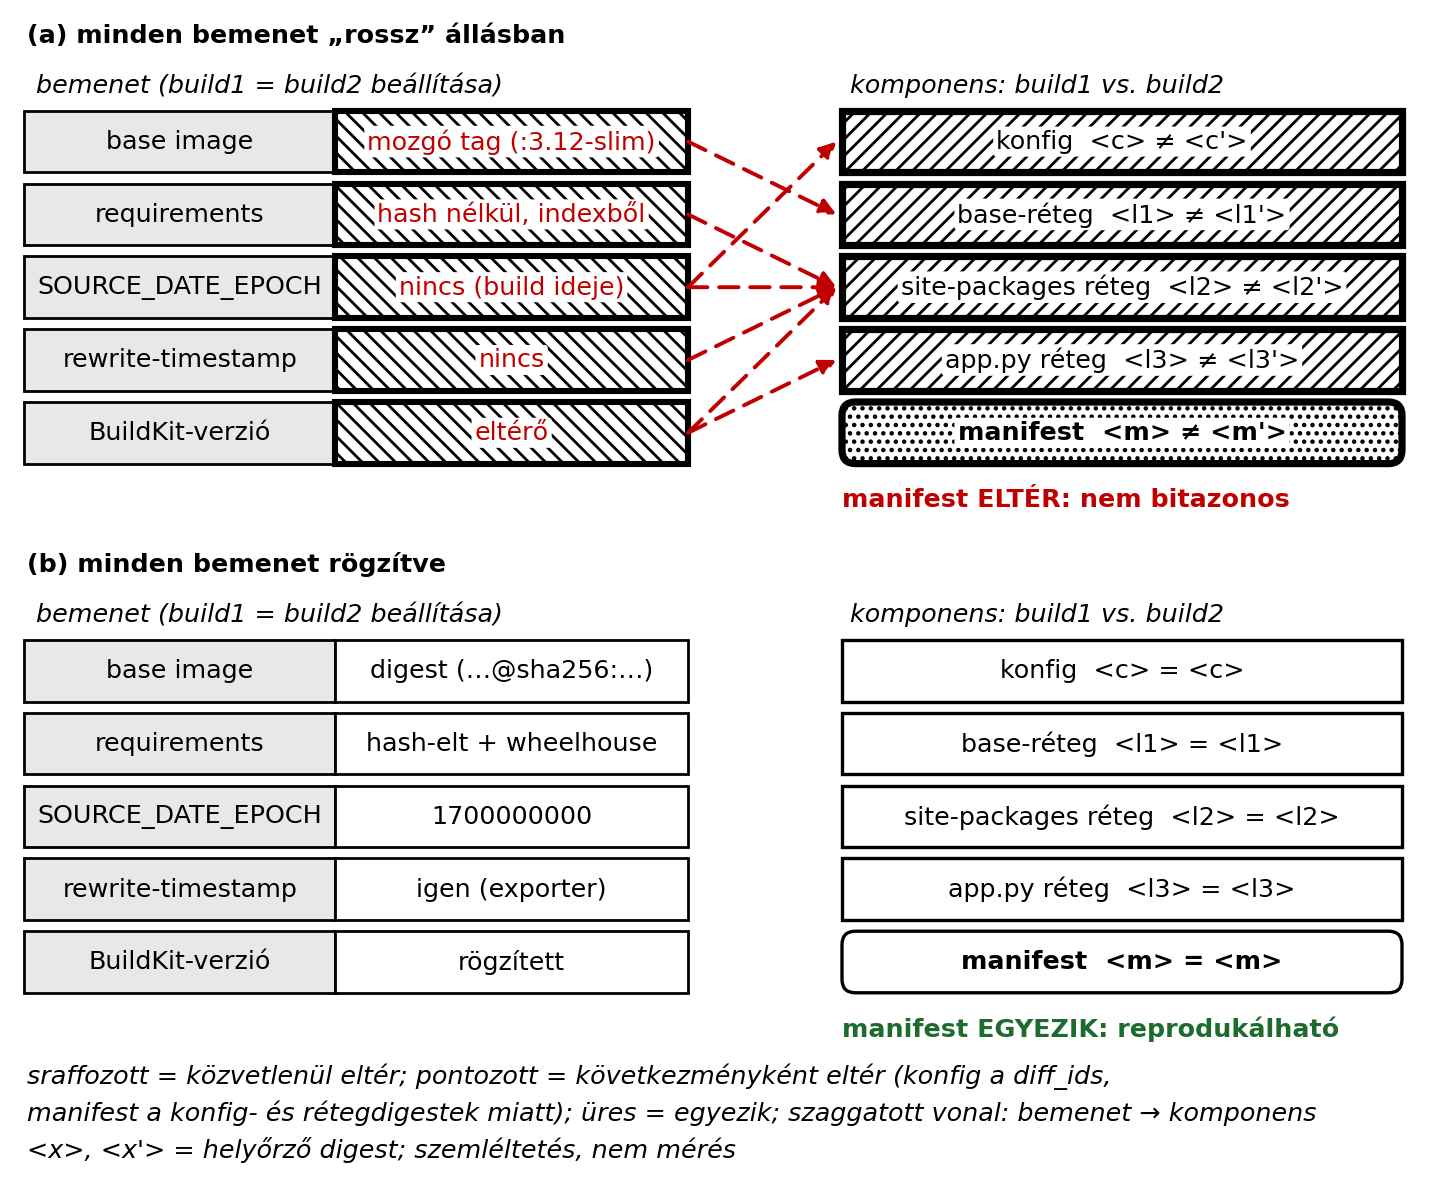 (a) minden bemenet „rossz” állásban
bemenet (build1 = build2 beállítása)
komponens: build1 vs. build2
base image
mozgó tag (:3.12-slim)
konfig <c> ≠ <c'>
requirements
hash nélkül, indexből
base-réteg <l1> ≠ <l1'>
SOURCE_DATE_EPOCH
nincs (build ideje)
site-packages réteg <l2> ≠ <l2'>
rewrite-timestamp
nincs
app.py réteg <l3> ≠ <l3'>
BuildKit-verzió
eltérő
manifest <m> ≠ <m'>
manifest ELTÉR: nem bitazonos
(b) minden bemenet rögzítve
bemenet (build1 = build2 beállítása)
komponens: build1 vs. build2
base image
digest (…@sha256:…)
konfig <c> = <c>
requirements
hash-elt + wheelhouse
base-réteg <l1> = <l1>
SOURCE_DATE_EPOCH
1700000000
site-packages réteg <l2> = <l2>
rewrite-timestamp
igen (exporter)
app.py réteg <l3> = <l3>
BuildKit-verzió
rögzített
manifest <m> = <m>
manifest EGYEZIK: reprodukálható
sraffozott = közvetlenül eltér; pontozott = következményként eltér (konfig a diff_ids,
manifest a konfig- és rétegdigestek miatt); üres = egyezik; szaggatott vonal: bemenet → komponens
<x>, <x'> = helyőrző digest; szemléltetés, nem mérés